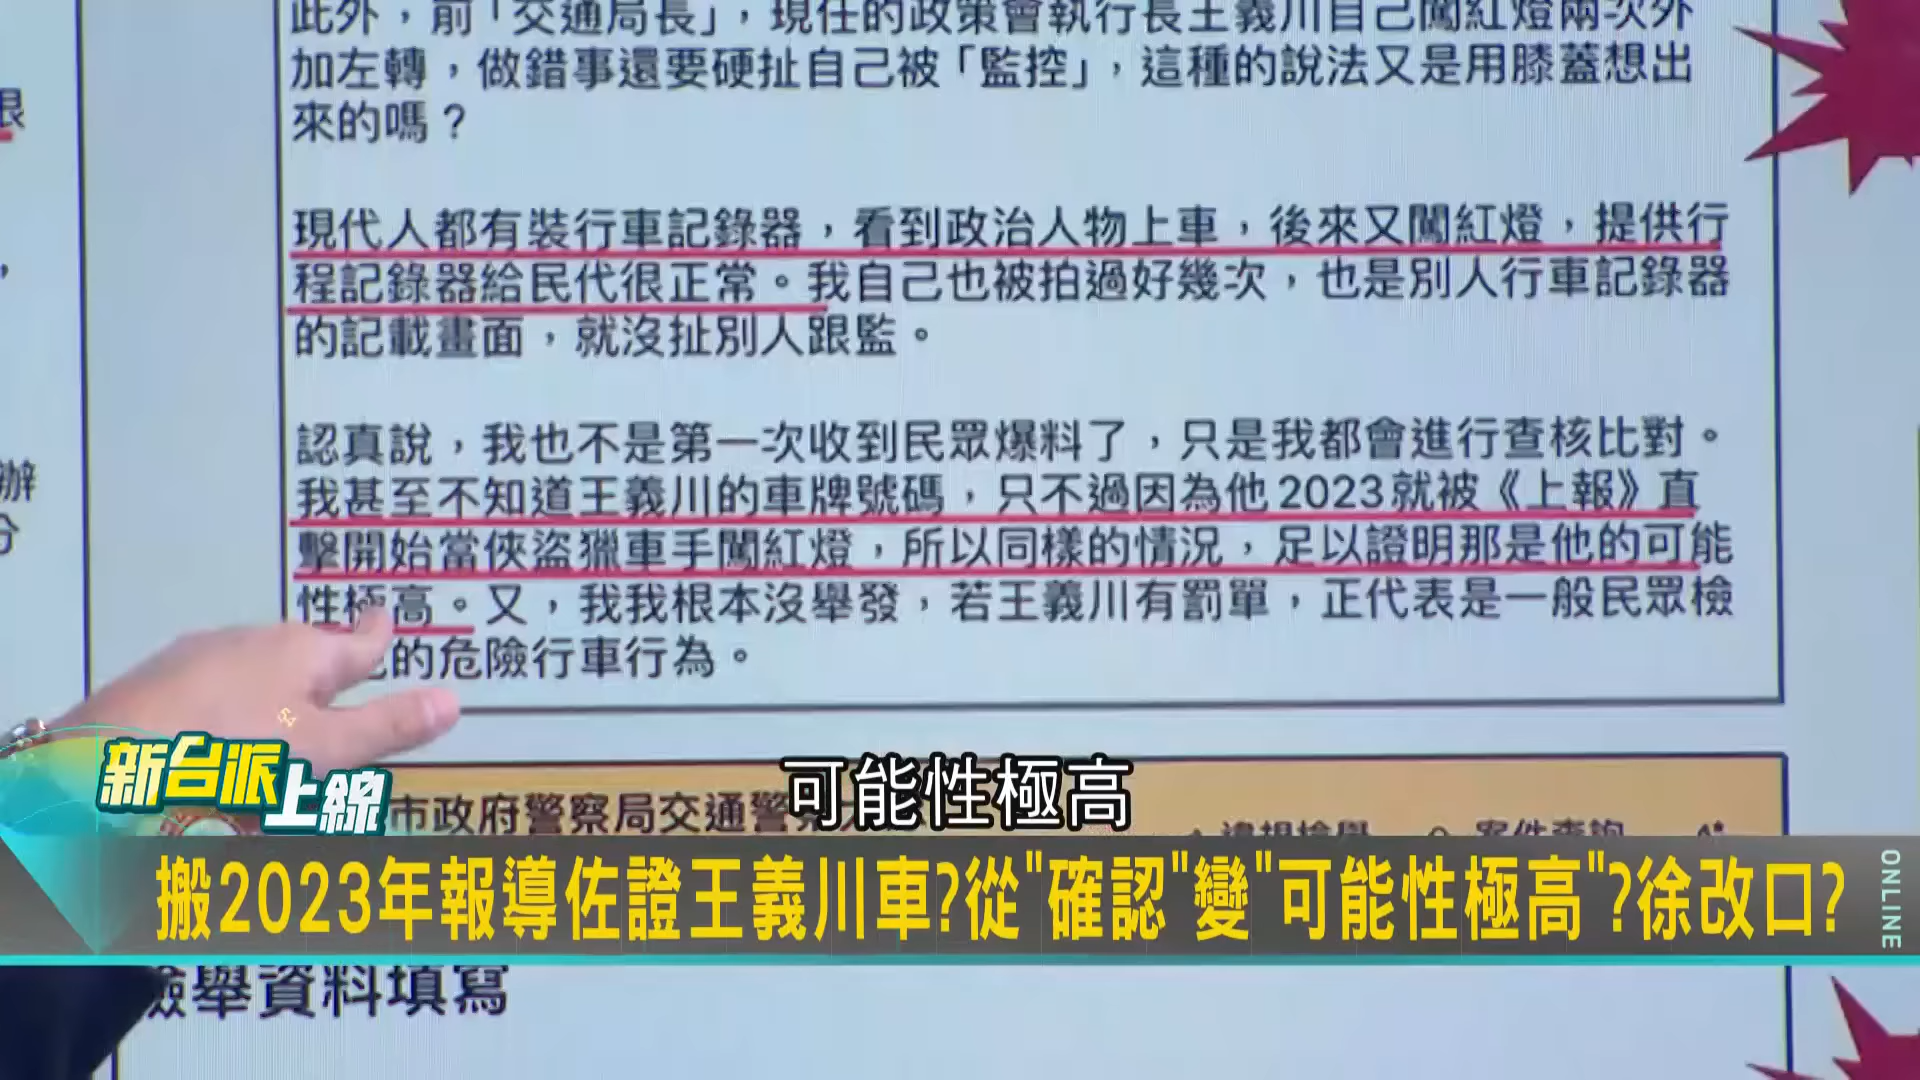 此外，前「交通局長」，現任的政策會執行長王義川自己闖紅燈兩次外
加左轉，做錯事還要硬扯自己被「監控」，這種的說法又是用膝蓋想出
來的嗎？
現代人都有裝行車記錄器，看到政治人物上車，後來又闖紅燈，提供行
程記錄器給民代很正常。我自己也被拍過好幾次，也是別人行車記錄器
的記載畫面，就沒扯別人跟監。
認真說，我也不是第一次收到民眾爆料了，只是我都會進行查核比對。
我甚至不知道王義川的車牌號碼，只不過因為他2023就被《上報》直
擊開始當俠盜獵車手闖紅燈，所以同樣的情況，足以證明那是他的可能
性極高。又，我我根本沒舉發，若王義川有罰單，正代表是一般民眾檢
的危險行車行為。
辦
新台派上線
市政府警察局交通警
可能性極高
違規檢舉
案件查詢
搬2023年報導佐證王義川車?從"確認"變"可能性極高"?徐改口?
ONLINE
檢舉資料填寫